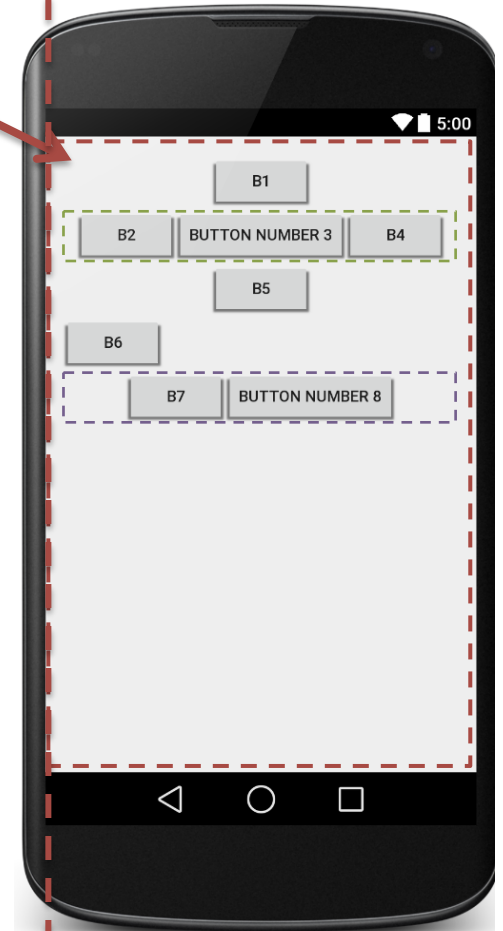 5:00
B1
B2 BUTTON NUMBER 3 B4
B5
B6
B7 BUTTON NUMBER 8